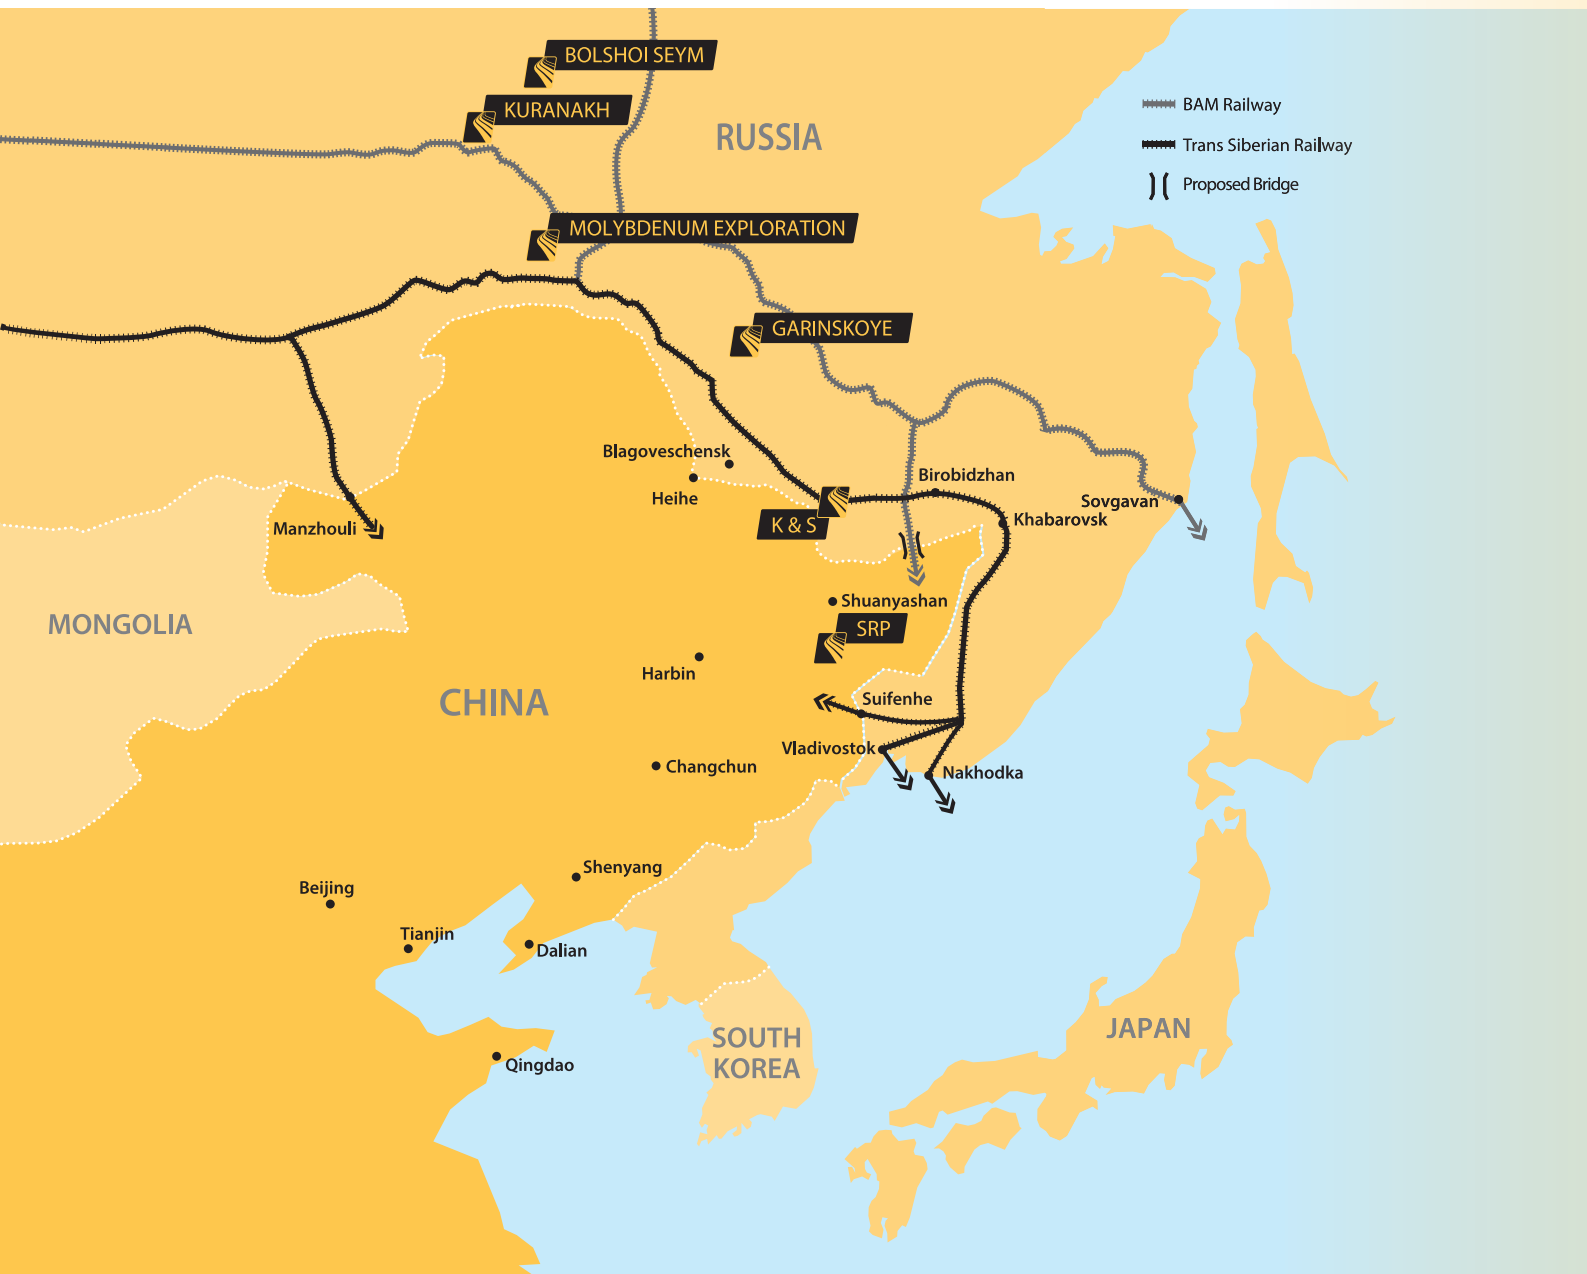 BOLSHOI SEYM
KURANAKH
BAM Railway
RUSSIA
Trans Siberian Railway
Proposed Bridge
MOLYBDENUM EXPLORATION
GARINSKOYE
Blagoveschensk
Birobidzhan
Heihe
Sovgavan
Manzhouli
K & S
Khabarovsk
Shuanyashan
MONGOLIA
SRP
Harbin
CHINA
Suifenhe
Vladivostok
Changchun
Nakhodka
Shenyang
Beijing
Tianjin
Dalian
SOUTH
KOREA
JAPAN
Qingdao